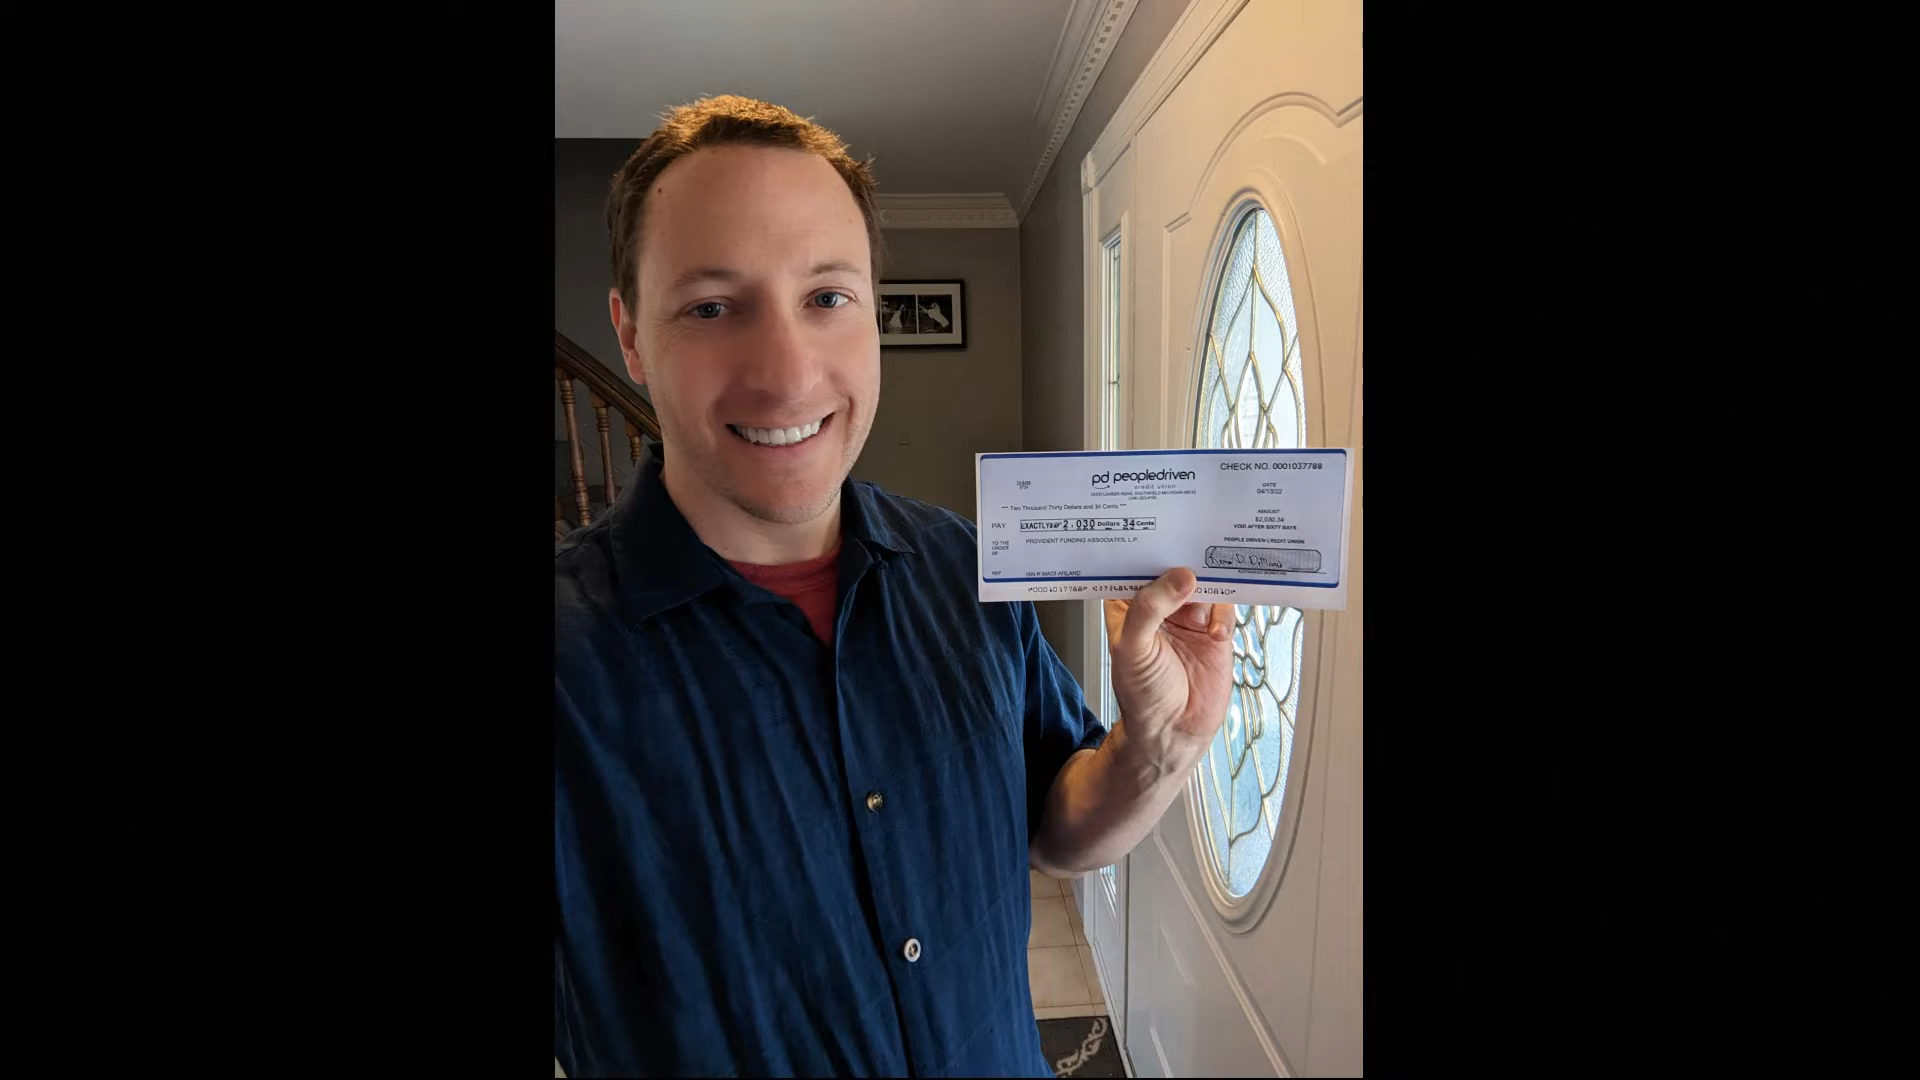 pd peopledriven
credit union
CHECK NO. 0001037788
DATE
04/13/22
*** Two Thousand Thirty Dollars and 34 Cents ***
AMOUNT
$2,030.34
VOID AFTER SIXTY DAYS
PAY EXACTLY 2,030 Dollars 34 Cents
TO THE
ORDER
OF
PROVIDENT FUNDING ASSOCIATES, L.P.
PEOPLE DRIVEN CREDIT UNION
AUTHORIZED SIGNATURE
REF IAN R MACFARLAND